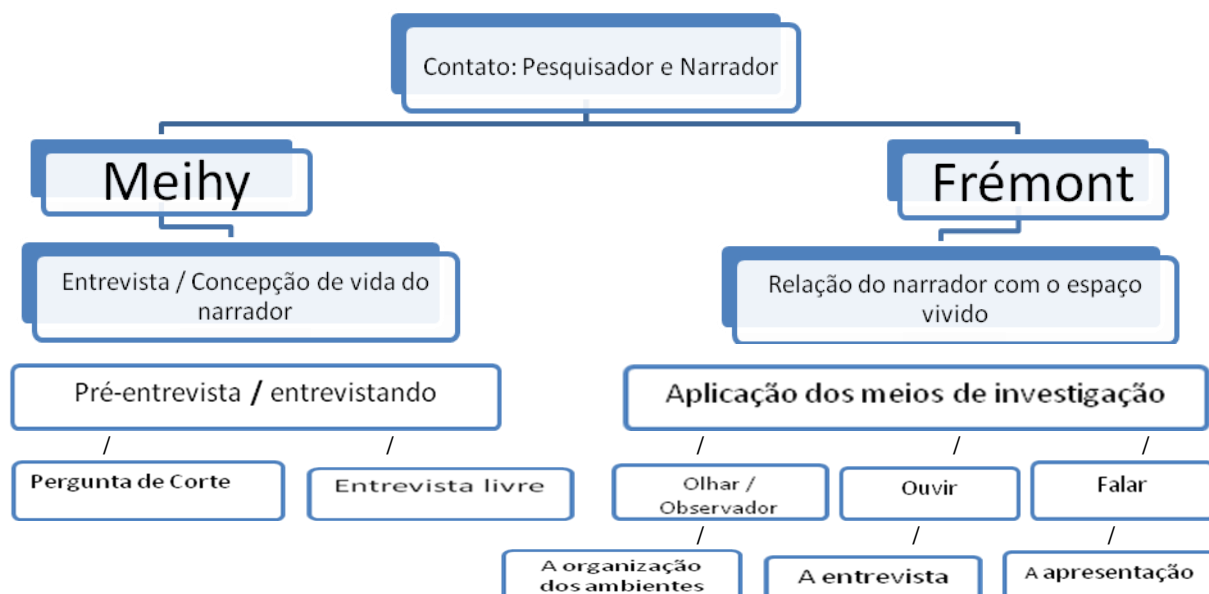 Contato: Pesquisador e Narrador
Meihy
Frémont
Entrevista / Concepção de vida do
narrador
Relação do narrador com o espaço
vivido
Pré-entrevista / entrevistando
Aplicação dos meios de investigação
/ / / / /
Pergunta de Corte
Entrevista livre
Olhar /
Observador
Ouvir
Falar
/ / /
A organização
dos ambientes
A entrevista
A apresentação